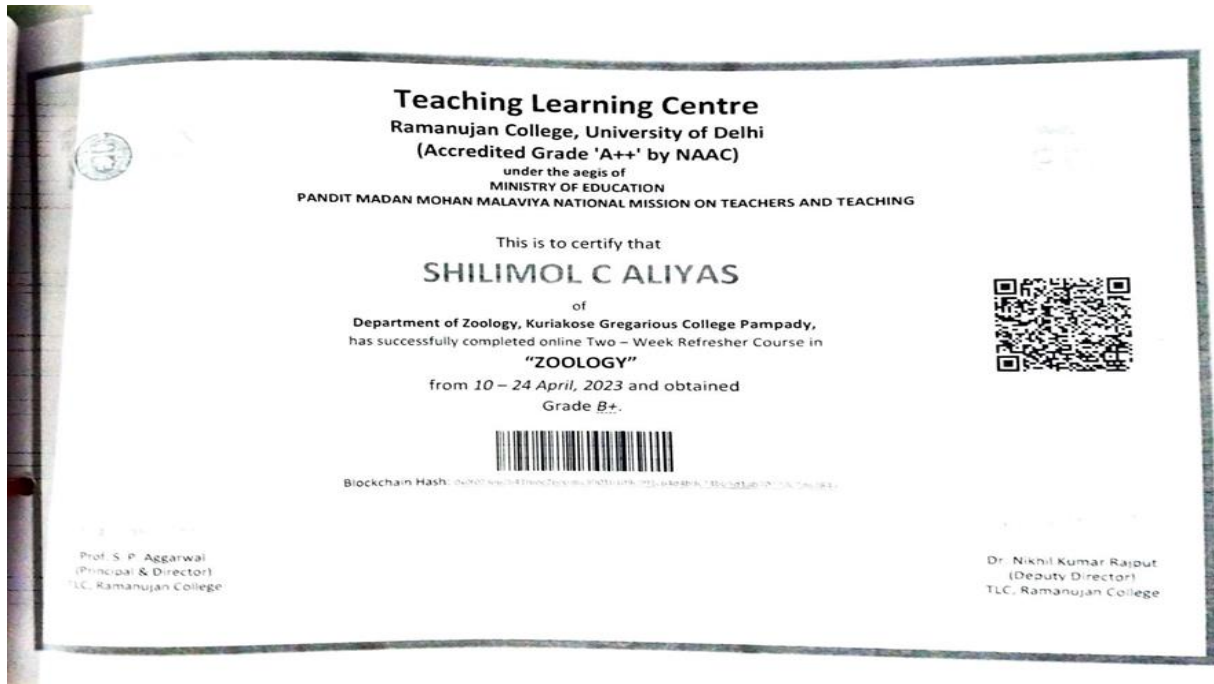 Teaching Learning Centre
Ramanujan College, University of Delhi
(Accredited Grade 'A++' by NAAC)
under the aegis of
MINISTRY OF EDUCATION
PANDIT MADAN MOHAN MALAVIYA NATIONAL MISSION ON TEACHERS AND TEACHING
This is to certify that
SHILIMOL C ALIYAS
of
Department of Zoology, Kuriakose Gregarious College Pampady,
has successfully completed online Two – Week Refresher Course in
"ZOOLOGY"
from 10 – 24 April, 2023 and obtained
Grade B+.
Blockchain Hash:
Prof. S. P. Aggarwal
(Principal & Director)
TLC, Ramanujan College
Dr. Nikhil Kumar Rajput
(Deputy Director)
TLC, Ramanujan College